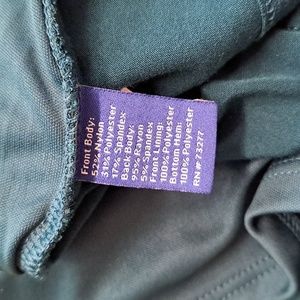 Front Body:
52% Nylon
31% Polyester
17% Spandex
Back Body:
95% Rayon
5% Spandex
Front Lining:
100% Polyester
Bottom Hem:
100% Polyester
RN# 73277